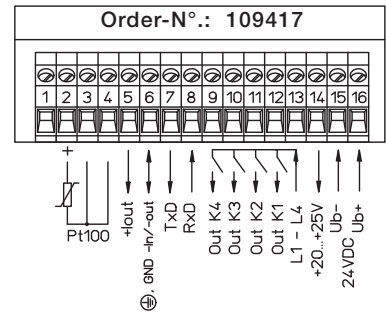 Order-N°.: 109417
1 2 3 4 5 6 7 8 9 10 11 12 13 14 15 16
+
Pt100
+Iout
, GND -In/-out
TxD
RxD
Out K4
Out K3
Out K2
Out K1
L1 - L4
+20...+25V
Ub-
24VDC
Ub+